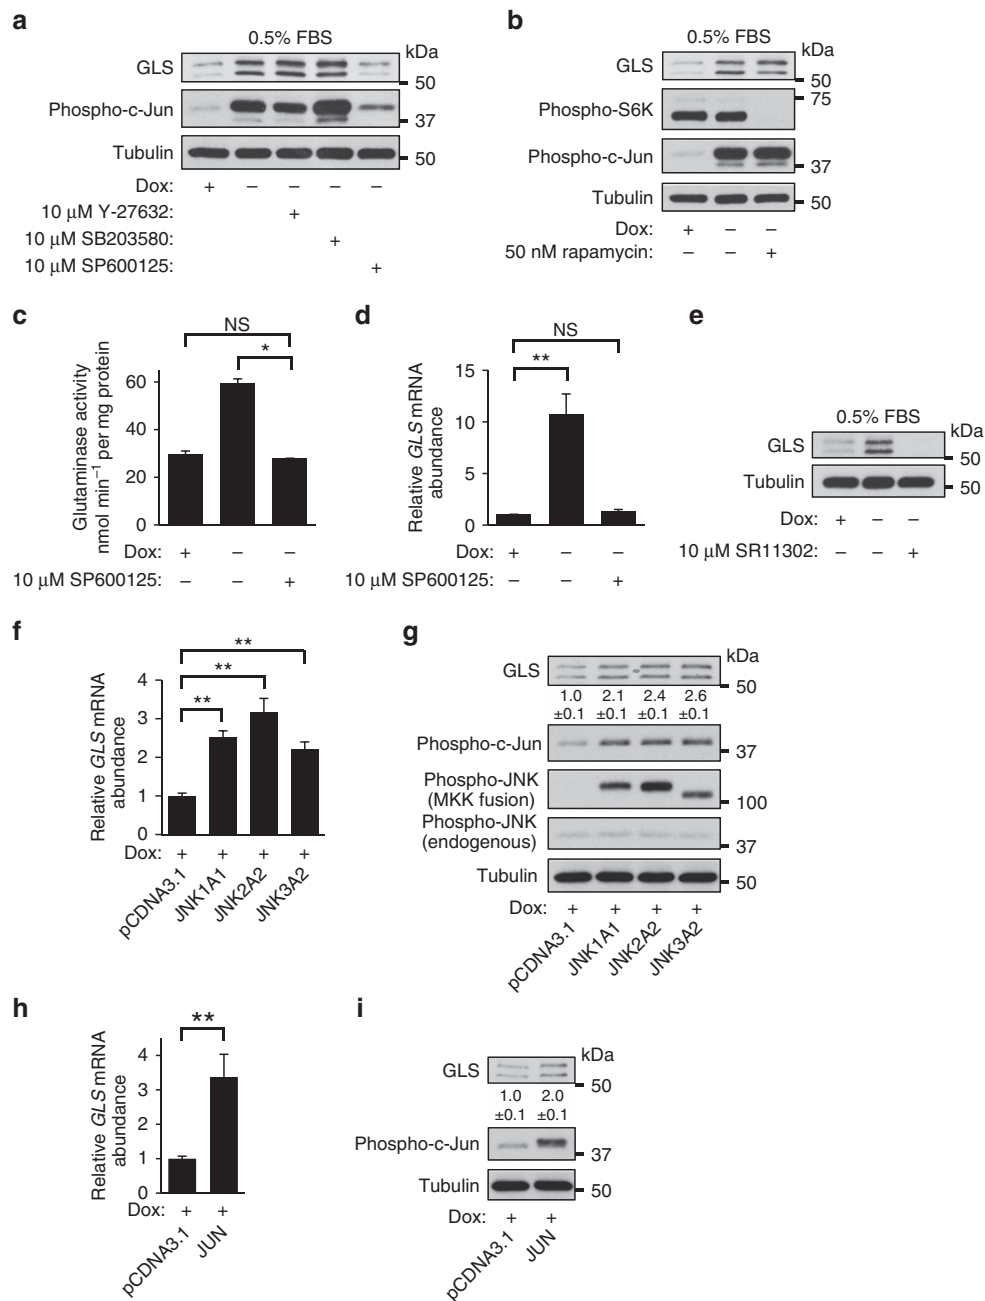 a
0.5% FBS
kDa
GLS
50
Phospho-c-Jun
37
Tubulin
50
Dox: + – – – –
10 μM Y-27632: +
10 μM SB203580: +
10 μM SP600125: +
b
0.5% FBS
kDa
GLS
50
75
Phospho-S6K
Phospho-c-Jun
37
Tubulin
50
Dox: + – –
50 nM rapamycin: – – +
c
NS
*
Glutaminase activity
nmol min–1 per mg protein
60
40
20
0
Dox: + – –
10 μM SP600125: – – +
d
NS
**
Relative GLS mRNA
abundance
15
10
5
0
Dox: + – –
10 μM SP600125: – – +
e
0.5% FBS
kDa
GLS
50
Tubulin
50
Dox: + – –
10 μM SR11302: – – +
f
**
**
**
Relative GLS mRNA
abundance
4
3
2
1
0
Dox: + + + +
pCDNA3.1
JNK1A1
JNK2A2
JNK3A2
g
kDa
GLS
50
1.0 2.1 2.4 2.6
±0.1 ±0.1 ±0.1 ±0.1
Phospho-c-Jun
37
Phospho-JNK
(MKK fusion)
100
Phospho-JNK
(endogenous)
37
Tubulin
50
Dox: + + + +
pCDNA3.1
JNK1A1
JNK2A2
JNK3A2
h
**
Relative GLS mRNA
abundance
4
3
2
1
0
Dox: + +
pCDNA3.1
JUN
i
kDa
GLS
50
1.0 2.0
±0.1 ±0.1
Phospho-c-Jun
37
Tubulin
50
Dox: + +
pCDNA3.1
JUN